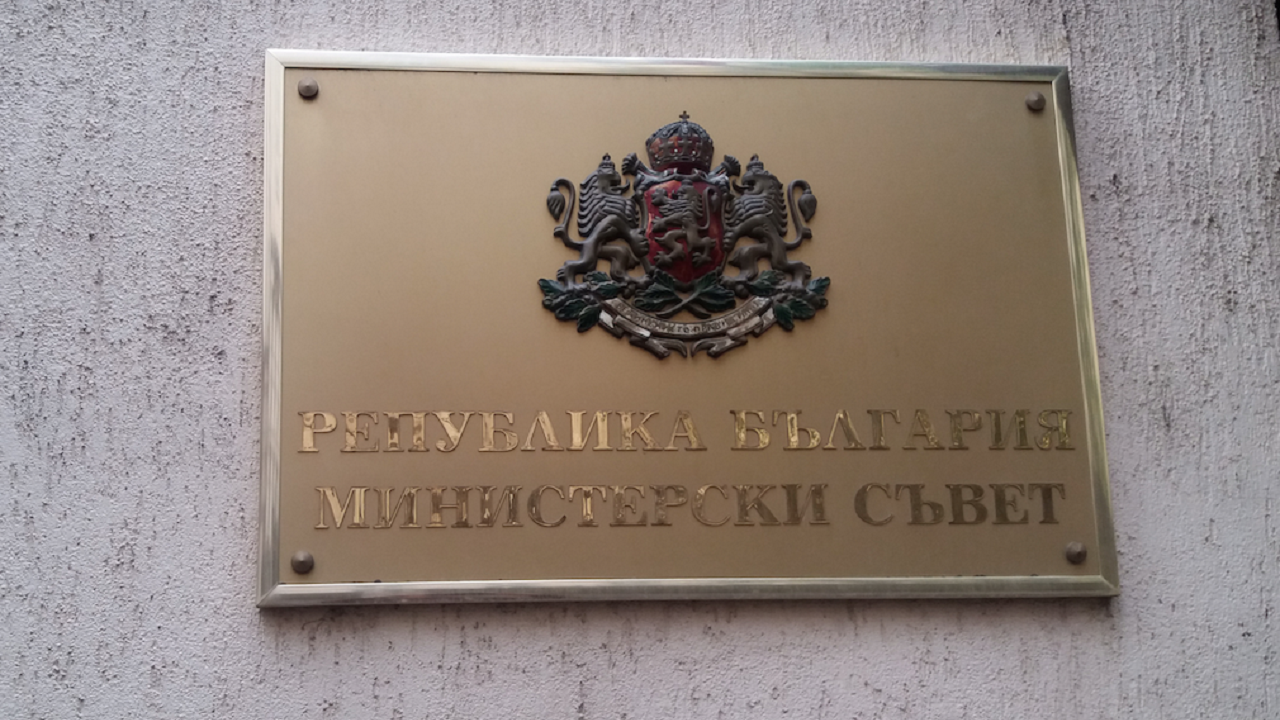 РЕПУБЛИКА БЪЛГАРИЯ
МИНИСТЕРСКИ СЪВЕТ